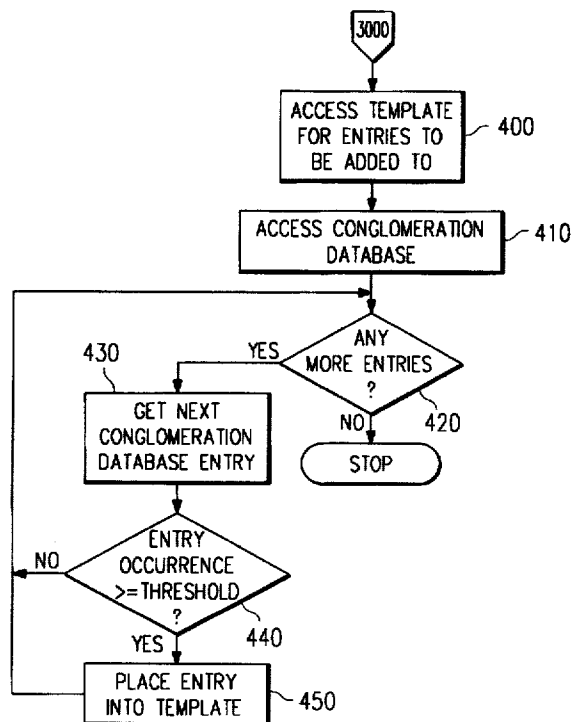 3000
ACCESS TEMPLATE
FOR ENTRIES TO
BE ADDED TO
400
ACCESS CONGLOMERATION
DATABASE
410
ANY
MORE ENTRIES
?
YES
NO
420
STOP
430
GET NEXT
CONGLOMERATION
DATABASE ENTRY
ENTRY
OCCURRENCE
>=THRESHOLD
?
NO
YES
440
PLACE ENTRY
INTO TEMPLATE
450